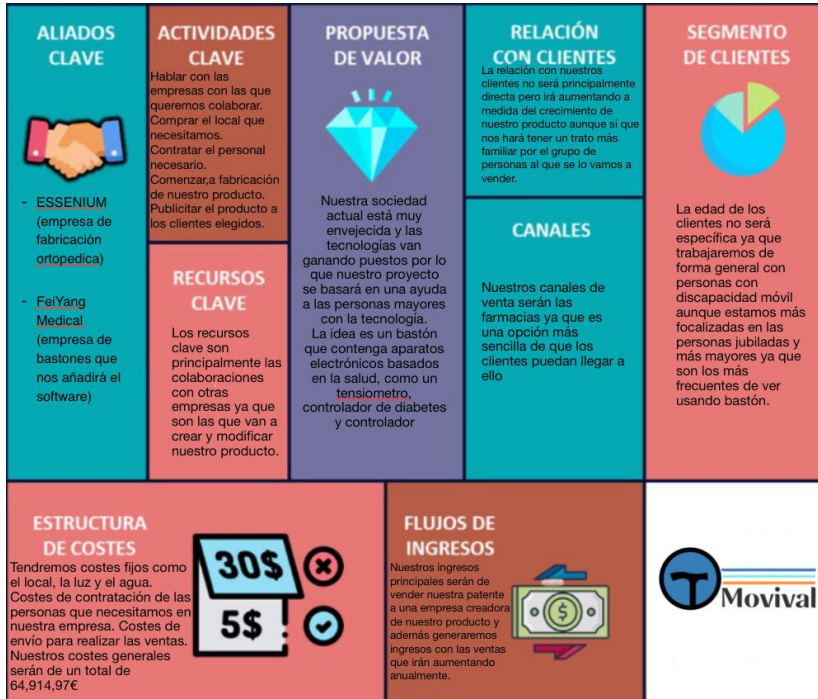 ALIADOS
CLAVE
- ESSENIUM
(empresa de
fabricación
ortopedica)
- FeiYang
Medical
(empresa de
bastones que
nos añadirá el
software)
ACTIVIDADES
CLAVE
Hablar con las
empresas con las que
queremos colaborar.
Comprar el local que
necesitamos.
Contratar el personal
necesario.
Comenzar,a fabricación
de nuestro producto.
Publicitar el producto a
los clientes elegidos.
RECURSOS
CLAVE
Los recursos
clave son
principalmente las
colaboraciones
con otras
empresas ya que
son las que van a
crear y modificar
nuestro producto.
PROPUESTA
DE VALOR
Nuestra sociedad
actual está muy
envejecida y las
tecnologías van
ganando puestos por lo
que nuestro proyecto
se basará en una ayuda
a las personas mayores
con la tecnología.
La idea es un bastón
que contenga aparatos
electrónicos basados
en la salud, como un
tensiometro,
controlador de diabetes
y controlador
RELACIÓN
CON CLIENTES
La relación con nuestros
clientes no será principalmente
directa pero irá aumentando a
medida del crecimiento de
nuestro producto aunque sí que
nos hará tener un trato más
familiar por el grupo de
personas al que se lo vamos a
vender.
CANALES
Nuestros canales de
venta serán las
farmacias ya que es
una opción más
sencilla de que los
clientes puedan llegar a
ello
SEGMENTO
DE CLIENTES
La edad de los
clientes no será
específica ya que
trabajaremos de
forma general con
personas con
discapacidad móvil
aunque estamos más
focalizadas en las
personas jubiladas y
más mayores ya que
son los más
frecuentes de ver
usando bastón.
ESTRUCTURA
DE COSTES
Tendremos costes fijos como
el local, la luz y el agua.
Costes de contratación de las
personas que necesitamos en
nuestra empresa. Costes de
envío para realizar las ventas.
Nuestros costes generales
serán de un total de
64,914,97€
30$
5$
FLUJOS DE
INGRESOS
Nuestros ingresos
principales serán de
vender nuestra patente
a una empresa creadora
de nuestro producto y
además generaremos
ingresos con las ventas
que irán aumentando
anualmente.
$
Movival